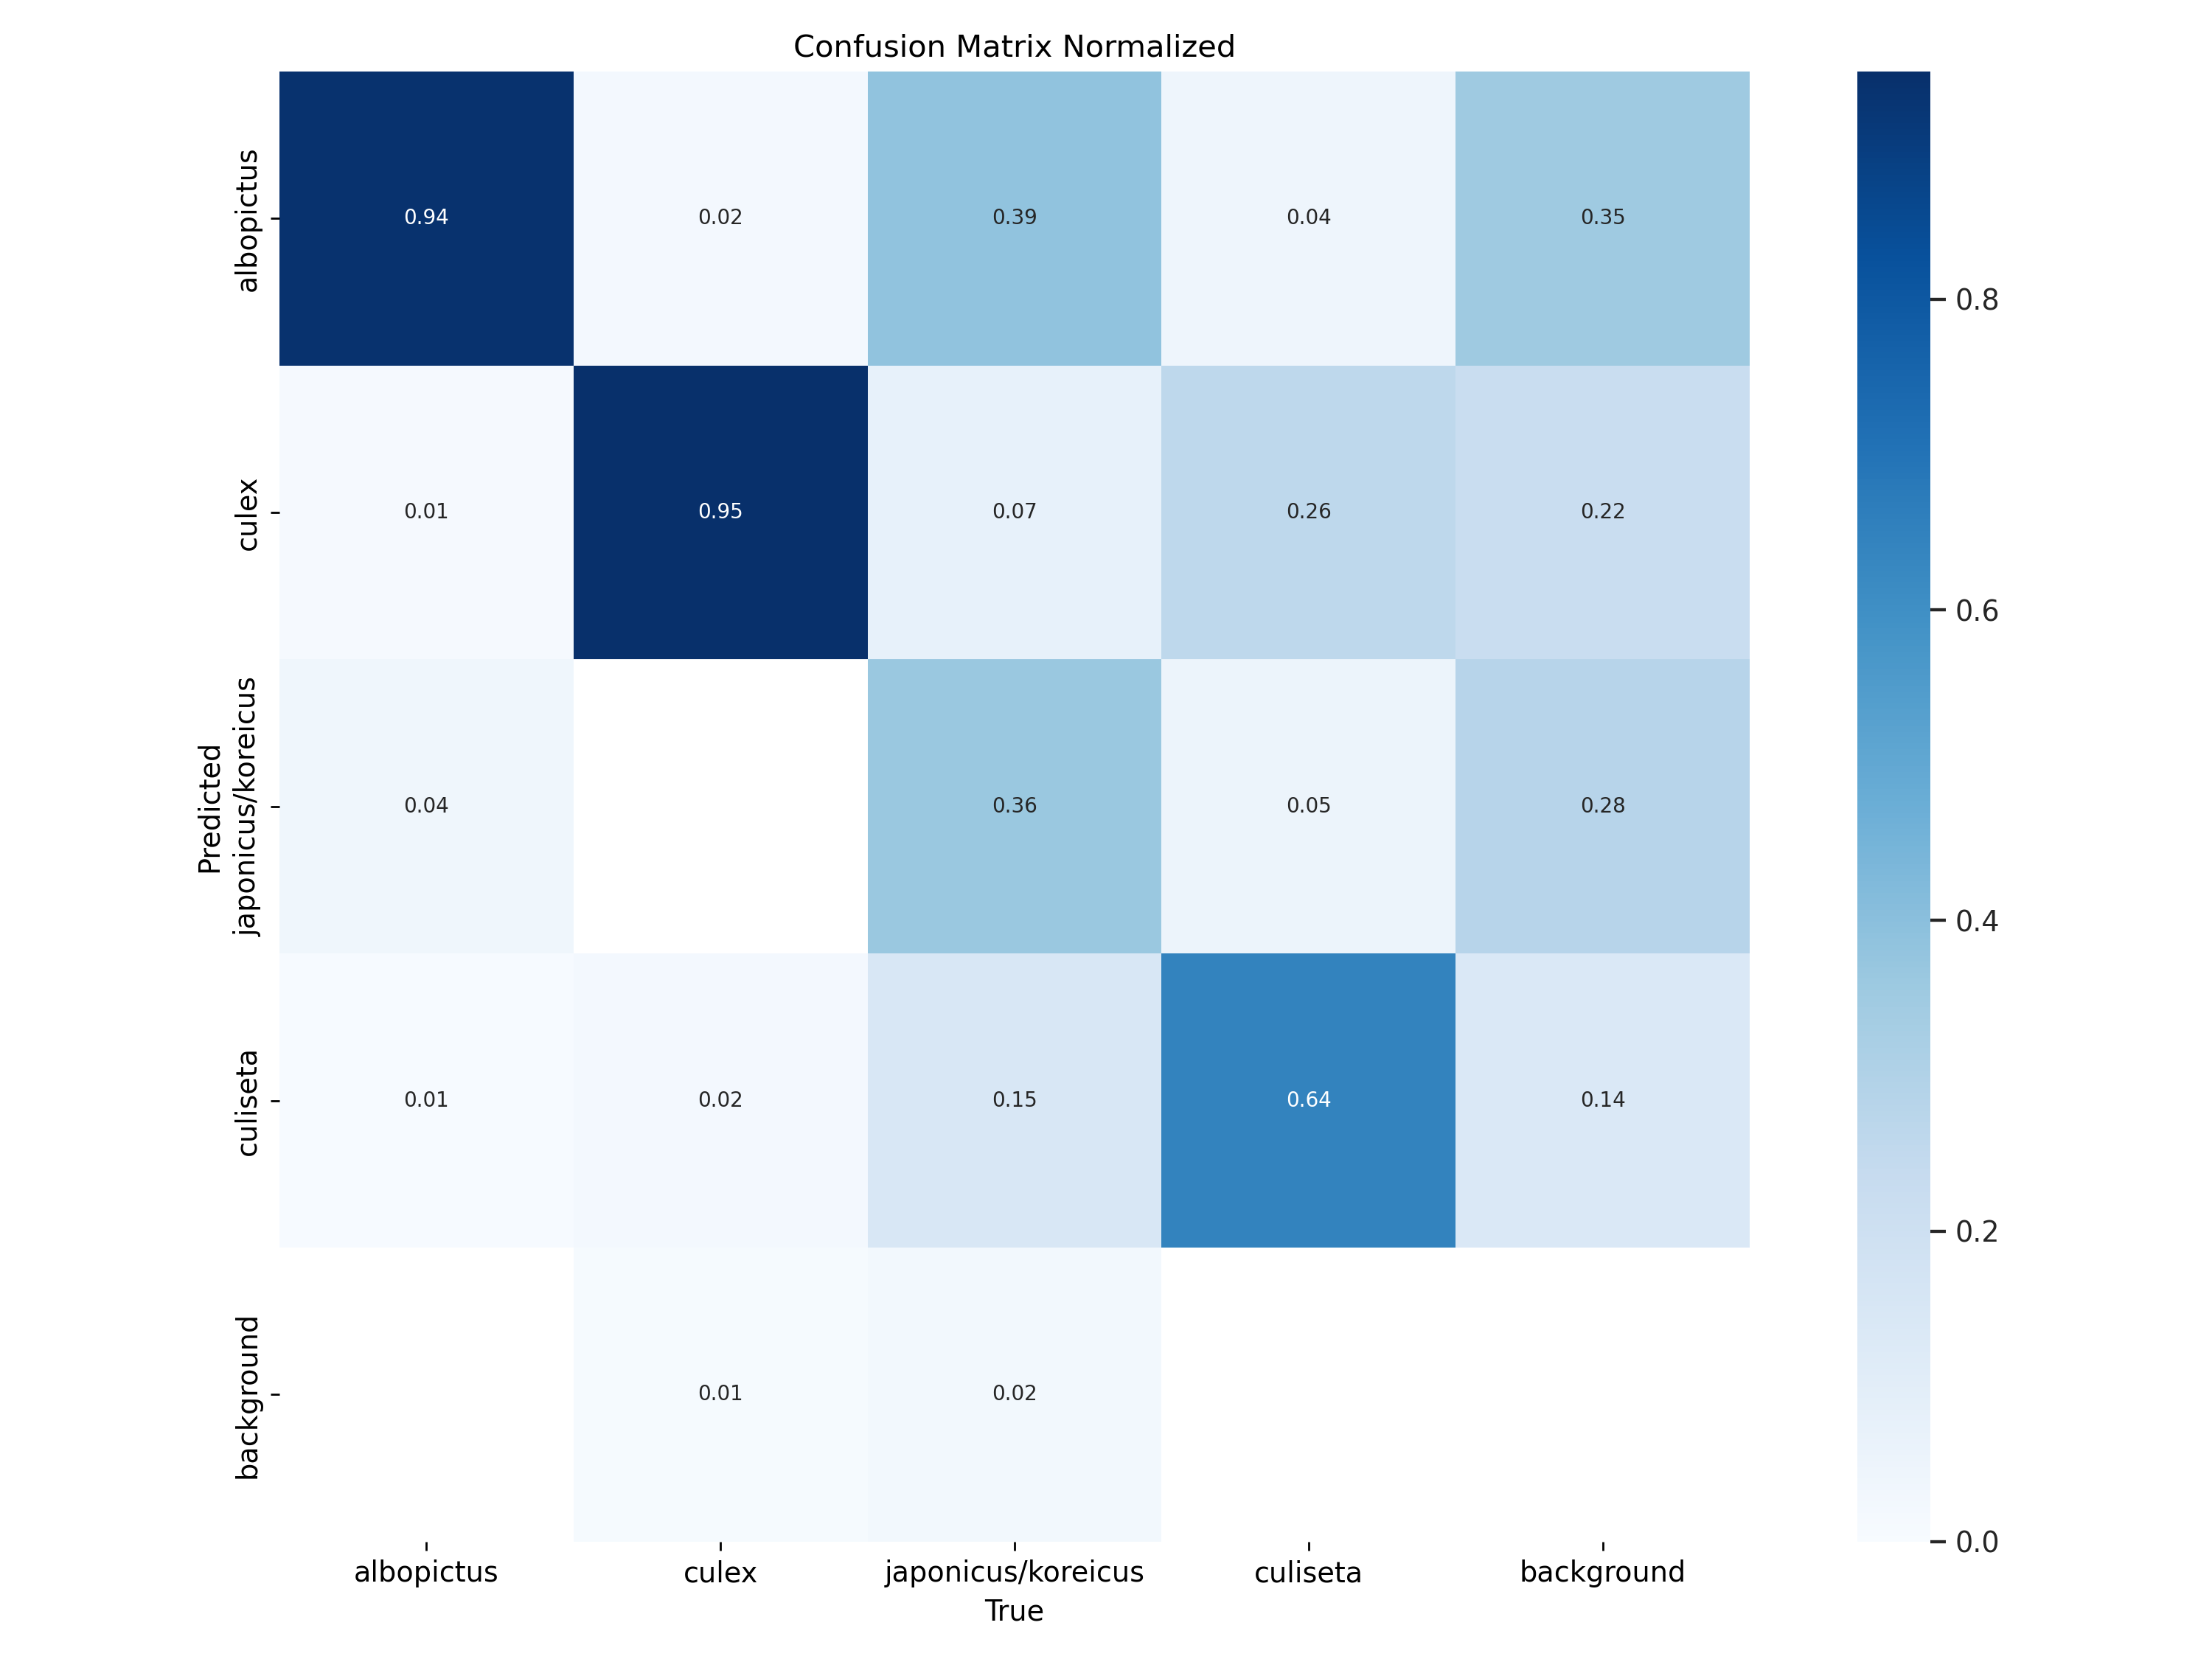 Confusion Matrix Normalized
albopictus
0.94
0.02
0.39
0.04
0.35
0.8
culex
0.01
0.95
0.07
0.26
0.22
0.6
Predicted
japonicus/koreicus
0.04
0.36
0.05
0.28
0.4
culiseta
0.01
0.02
0.15
0.64
0.14
0.2
background
0.01
0.02
0.0
albopictus
culex
japonicus/koreicus
culiseta
background
True